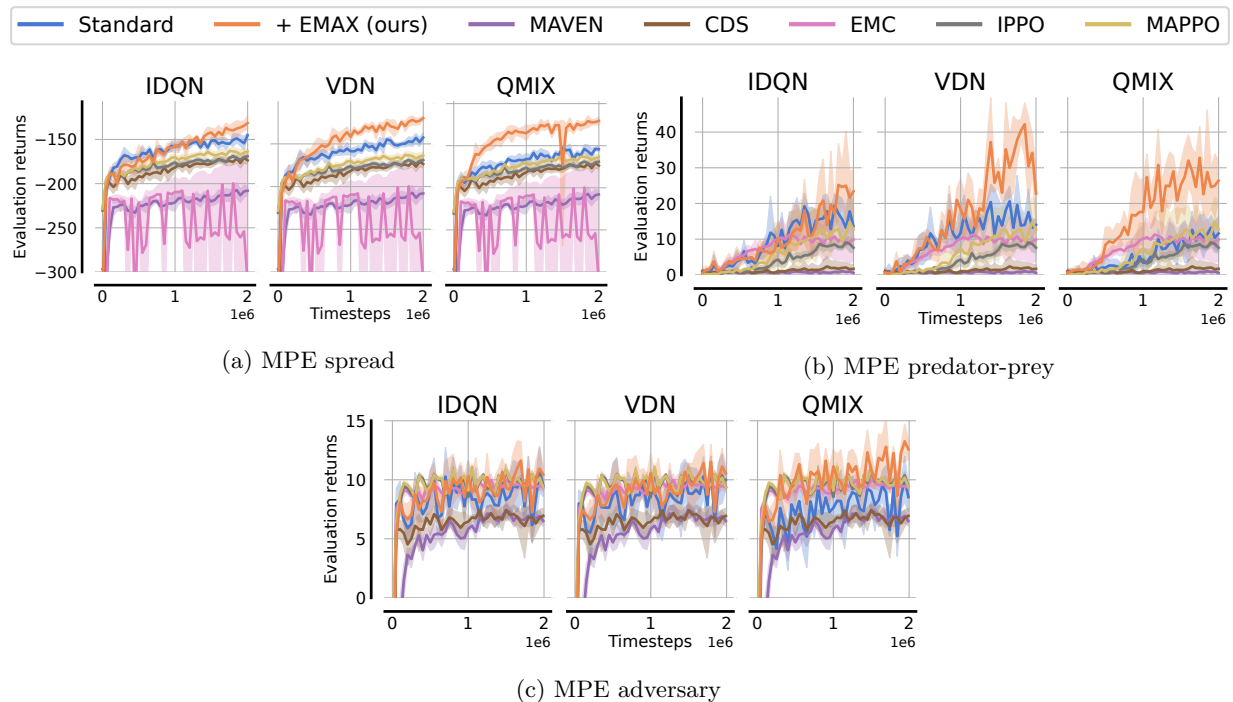 Standard + EMAX (ours) MAVEN CDS EMC IPPO MAPPO
IDQN VDN QMIX
Evaluation returns
−150
−200
−250
−300
0 1 2 0 1 2 0 1 2
1e6 Timesteps 1e6 1e6
(a) MPE spread
IDQN VDN QMIX
Evaluation returns
40
30
20
10
0
0 1 2 0 1 2 0 1 2
1e6 Timesteps 1e6 1e6
(b) MPE predator-prey
IDQN VDN QMIX
Evaluation returns
15
10
5
0
0 1 2 0 1 2 0 1 2
1e6 Timesteps 1e6 1e6
(c) MPE adversary